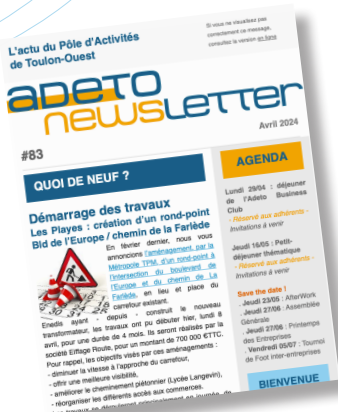 L'actu du Pôle d'Activités
de Toulon-Ouest
Si vous ne visualisez pas
correctement ce message,
consultez la version en ligne
aDeTO
newsLetter
Avril 2024
#83
QUOI DE NEUF ?
Démarrage des travaux
Les Playes : création d'un rond-point
Bld de l'Europe / chemin de la Farlède
En février dernier, nous vous
annoncions l'aménagement, par la
Métropole TPM, d'un rond-point à
l'intersection du boulevard de
l'Europe et du chemin de La
Farlède, en lieu et place du
carrefour existant.
Enedis ayant - depuis - construit le nouveau
transformateur, les travaux ont pu débuter hier, lundi 8
avril, pour une durée de 4 mois. Ils seront réalisés par la
société Eiffage Route, pour un montant de 700 000 €TTC.
Pour rappel, les objectifs visés par ces aménagements :
- diminuer la vitesse à l'approche du carrefour,
- offrir une meilleure visibilité,
- améliorer le cheminement piétonnier (Lycée Langevin),
- réorganiser les différents accès aux commerces.
travaux se dérouleront principalement en journée, de
AGENDA
Lundi 29/04 : déjeuner
de l'Adeto Business
Club
- Réservé aux adhérents -
Invitations à venir
Jeudi 16/05 : Petit-
déjeuner thématique
- Réservé aux adhérents -
Invitations à venir
Save the date !
. Jeudi 23/05 : AfterWork
. Jeudi 27/06 : Assemblée
Générale
. Jeudi 27/06 : Printemps
des Entreprises
. Vendredi 05/07 : Tournoi
de Foot inter-entreprises
BIENVENUE